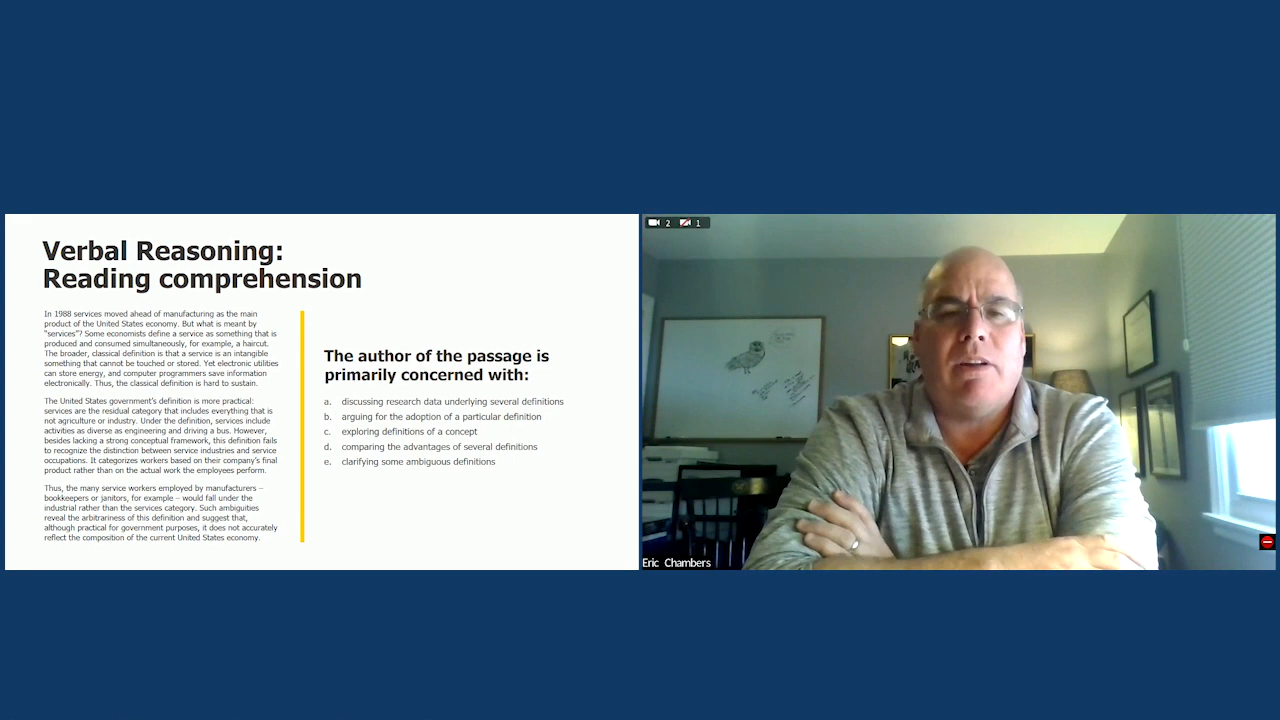 Verbal Reasoning:
Reading comprehension
In 1988 services moved ahead of manufacturing as the main
product of the United States economy. But what is meant by
"services"? Some economists define a service as something that is
produced and consumed simultaneously, for example, a haircut.
The broader, classical definition is that a service is an intangible
something that cannot be touched or stored. Yet electronic utilities
can store energy, and computer programmers save information
electronically. Thus, the classical definition is hard to sustain.
The United States government's definition is more practical:
services are the residual category that includes everything that is
not agriculture or industry. Under the definition, services include
activities as diverse as engineering and driving a bus. However,
besides lacking a strong conceptual framework, this definition fails
to recognize the distinction between service industries and service
occupations. It categorizes workers based on their company's final
product rather than on the actual work the employees perform.
Thus, the many service workers employed by manufacturers –
bookkeepers or janitors, for example – would fall under the
industrial rather than the services category. Such ambiguities
reveal the arbitrariness of this definition and suggest that,
although practical for government purposes, it does not accurately
reflect the composition of the current United States economy.
The author of the passage is
primarily concerned with:
a. discussing research data underlying several definitions
b. arguing for the adoption of a particular definition
c. exploring definitions of a concept
d. comparing the advantages of several definitions
e. clarifying some ambiguous definitions
2 1
Eric Chambers